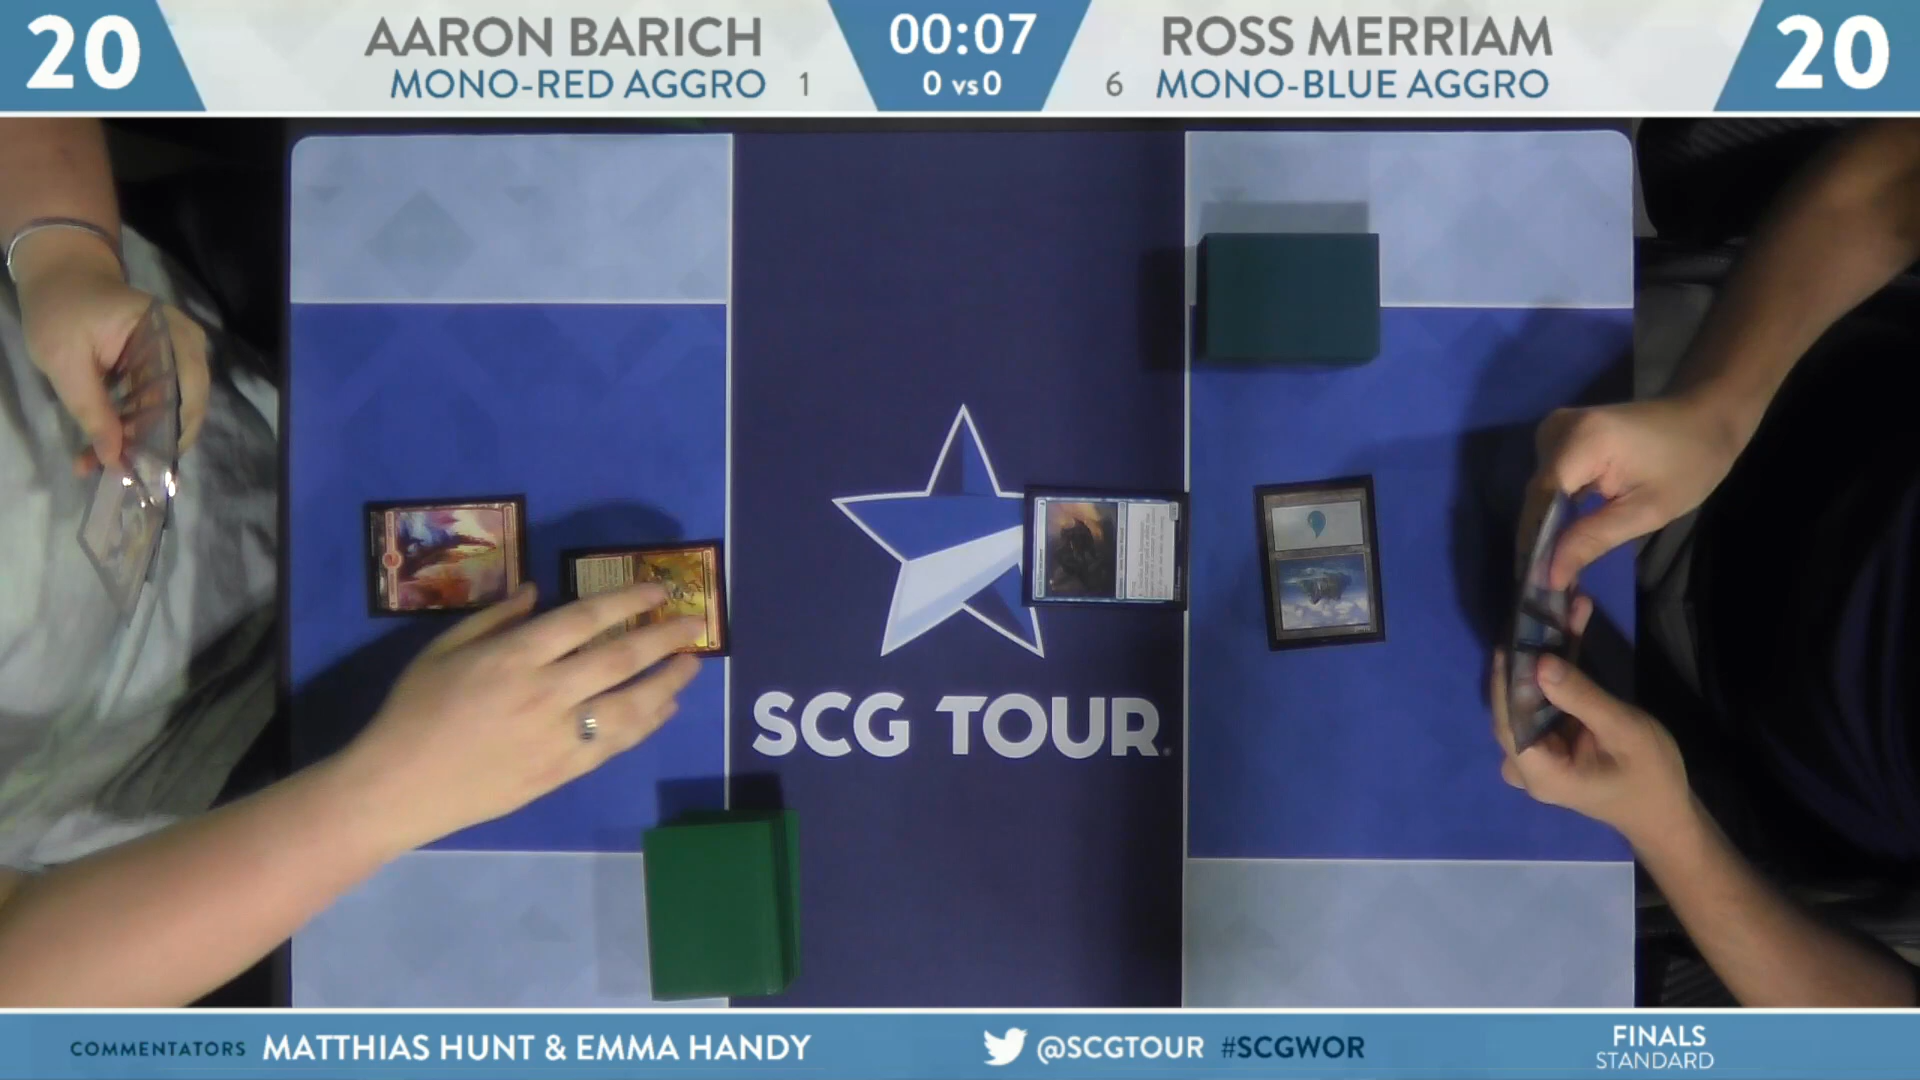 20
AARON BARICH
MONO-RED AGGRO 1
00:07
0 vs 0
ROSS MERRIAM
6 MONO-BLUE AGGRO
20
SCG TOUR
COMMENTATORS MATTHIAS HUNT & EMMA HANDY
@SCGTOUR #SCGWOR
FINALS
STANDARD